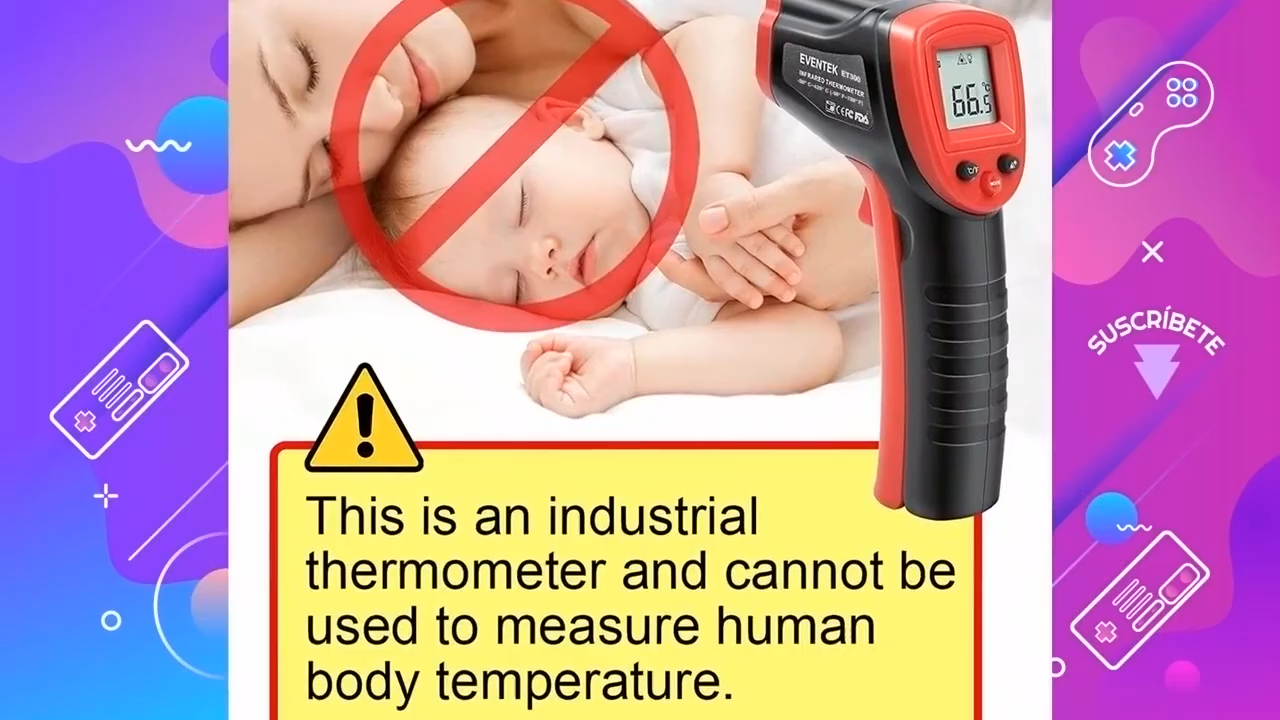 EVENTEK ET300
INFRARED THERMOMETER
66.5
°C
°C/°F
SUSCRÍBETE
This is an industrial
thermometer and cannot be
used to measure human
body temperature.